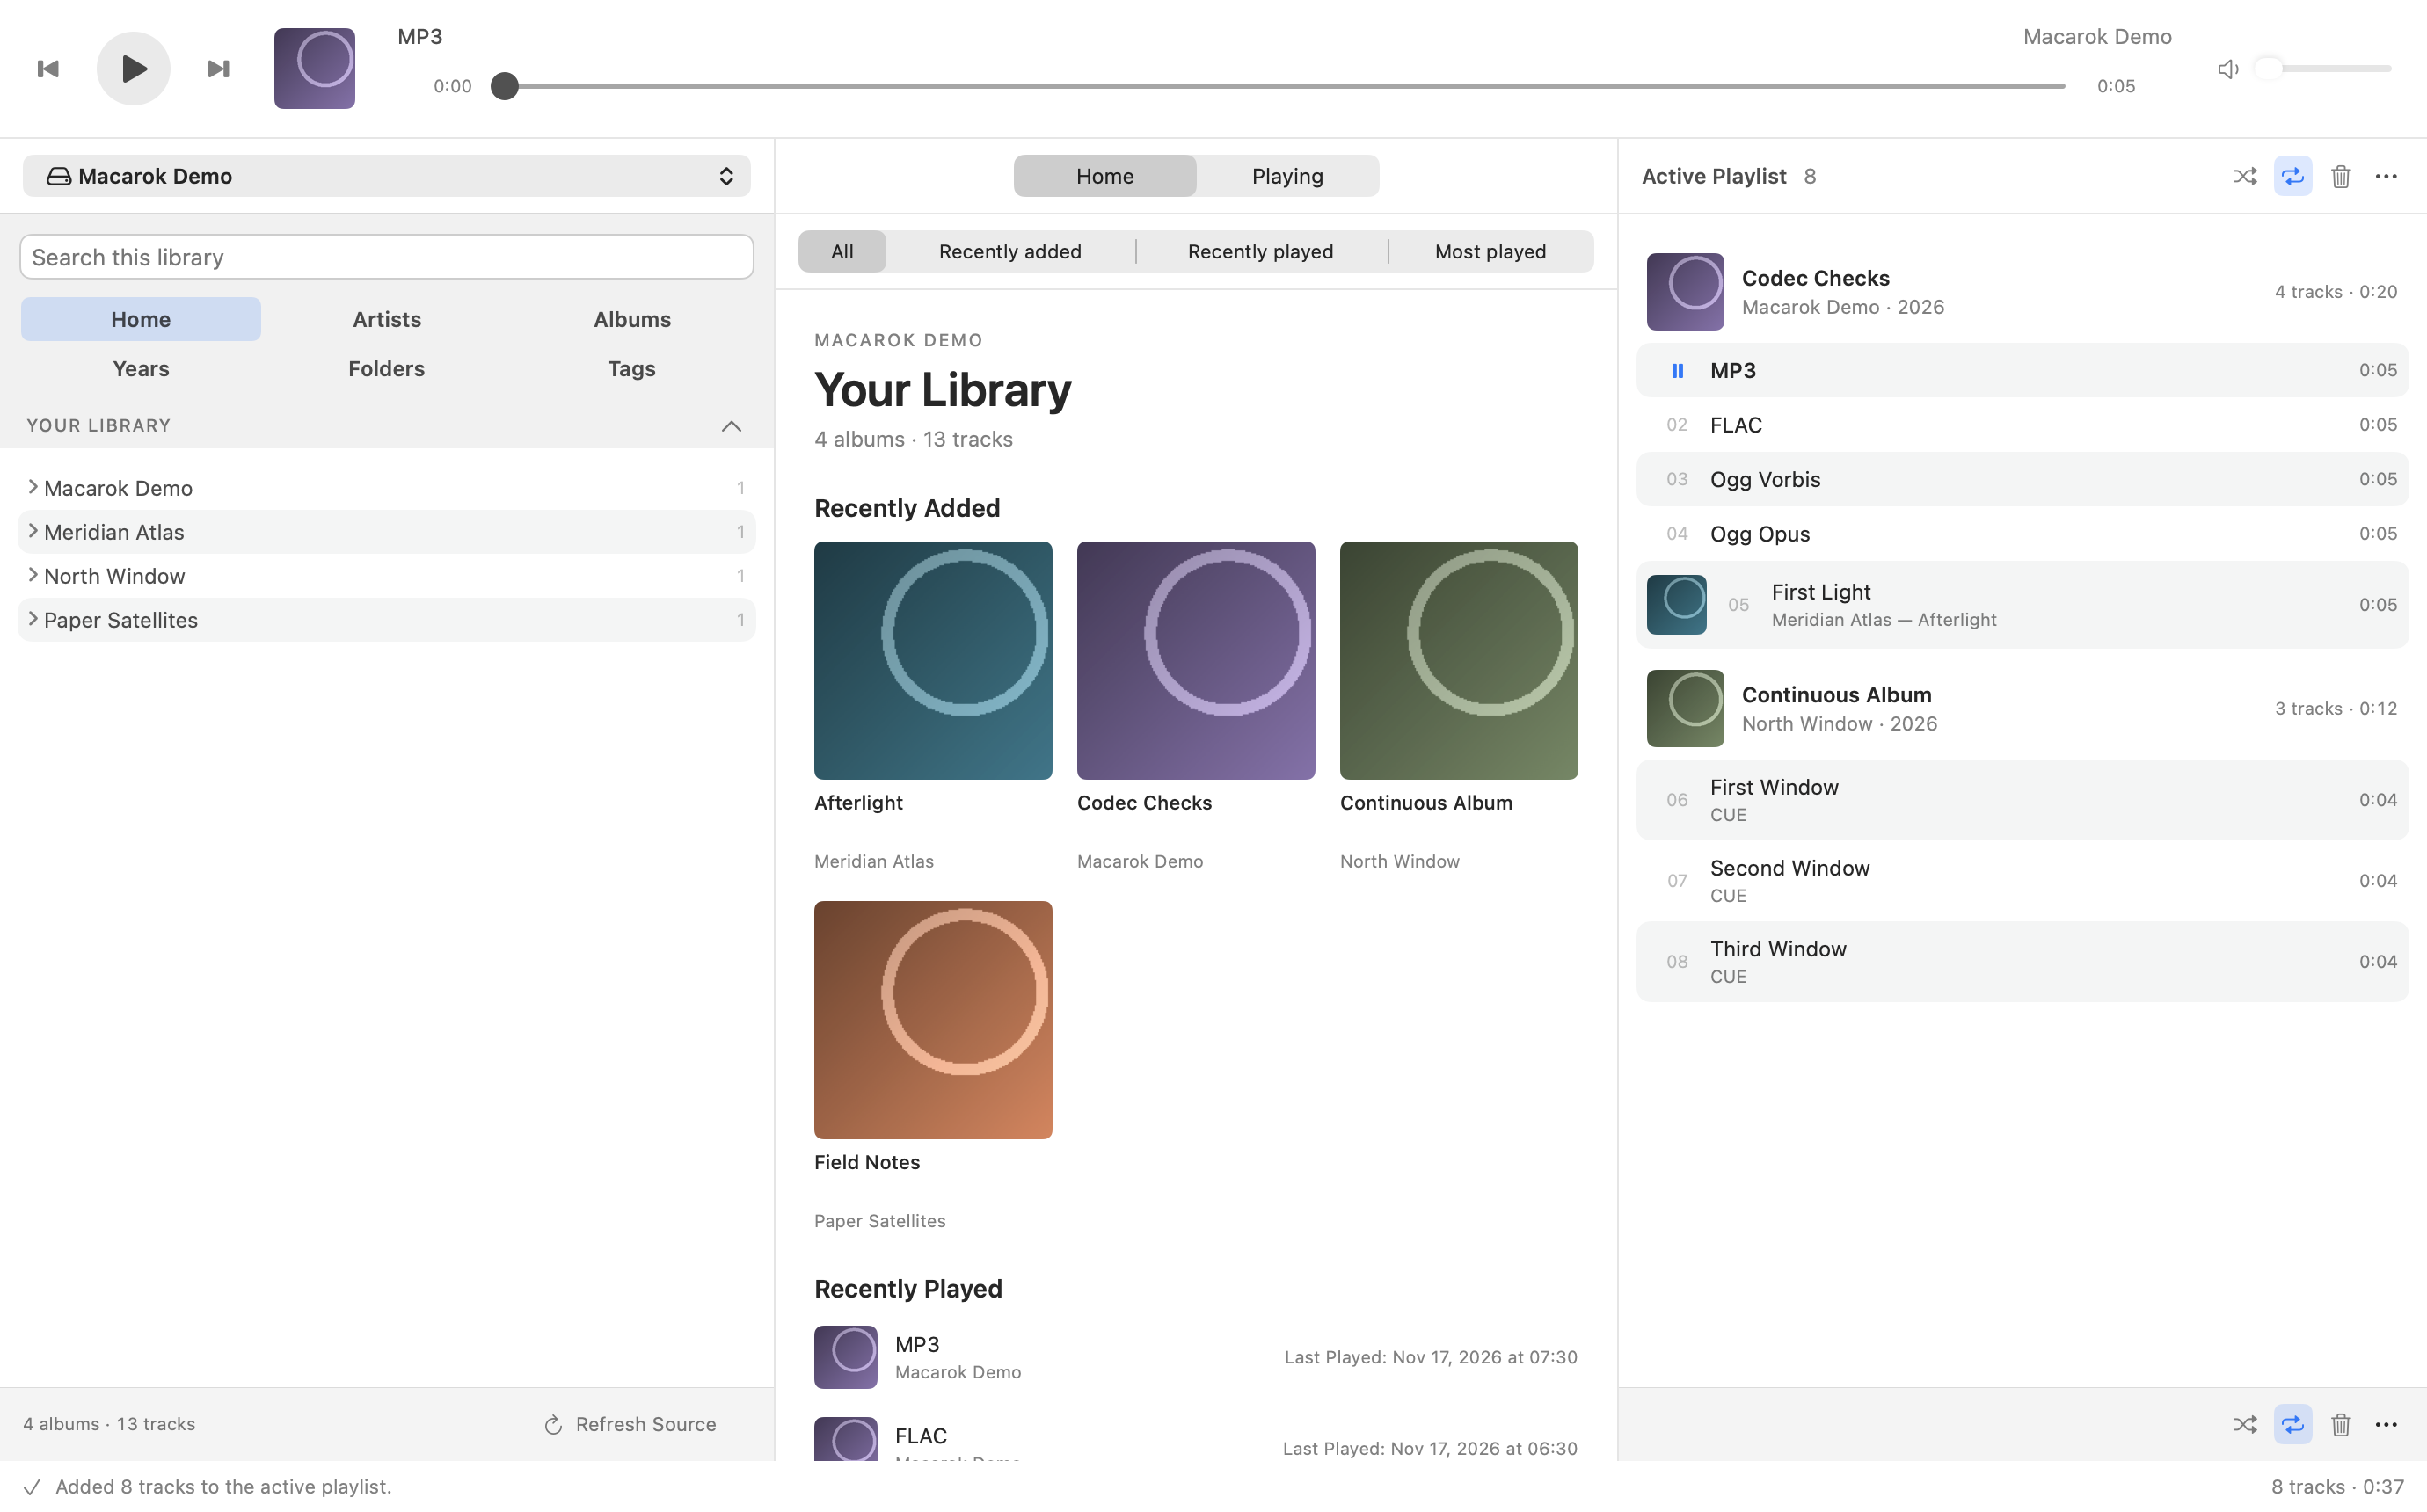 MP3
Macarok Demo
0:00
0:05
Macarok Demo
Search this library
Home
Artists
Albums
Years
Folders
Tags
YOUR LIBRARY
Macarok Demo 1
Meridian Atlas 1
North Window 1
Paper Satellites 1
4 albums · 13 tracks
Refresh Source
Home
Playing
All
Recently added
Recently played
Most played
MACAROK DEMO
Your Library
4 albums · 13 tracks
Recently Added
Afterlight
Meridian Atlas
Codec Checks
Macarok Demo
Continuous Album
North Window
Field Notes
Paper Satellites
Recently Played
MP3
Macarok Demo
Last Played: Nov 17, 2026 at 07:30
FLAC
Last Played: Nov 17, 2026 at 06:30
Active Playlist 8
Codec Checks
Macarok Demo · 2026
4 tracks · 0:20
MP3 0:05
02 FLAC 0:05
03 Ogg Vorbis 0:05
04 Ogg Opus 0:05
05 First Light 0:05
Meridian Atlas — Afterlight
Continuous Album
North Window · 2026
3 tracks · 0:12
06 First Window 0:04
CUE
07 Second Window 0:04
CUE
08 Third Window 0:04
CUE
Added 8 tracks to the active playlist.
8 tracks · 0:37